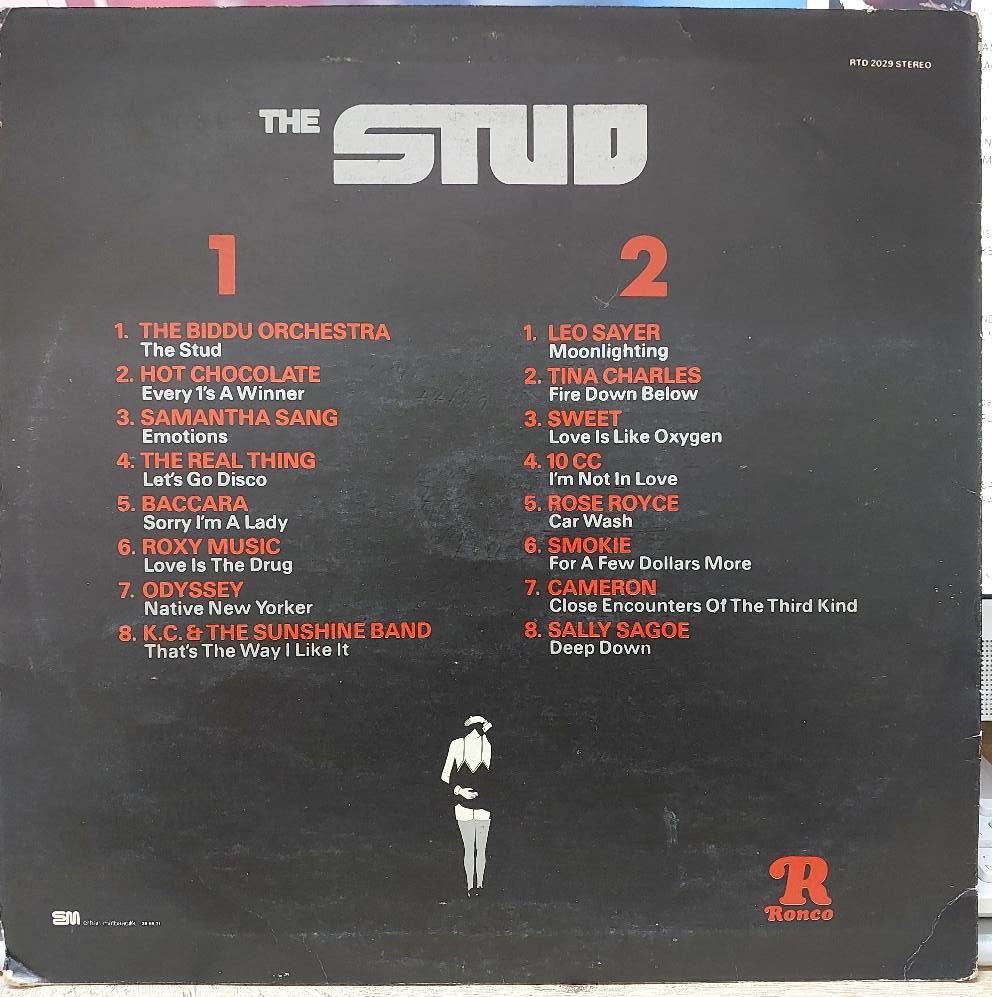 RTD 2029 STEREO
THE STUD
1
1. THE BIDDU ORCHESTRA
The Stud
2. HOT CHOCOLATE
Every 1's A Winner
3. SAMANTHA SANG
Emotions
4. THE REAL THING
Let's Go Disco
5. BACCARA
Sorry I'm A Lady
6. ROXY MUSIC
Love Is The Drug
7. ODYSSEY
Native New Yorker
8. K.C. & THE SUNSHINE BAND
That's The Way I Like It
2
1. LEO SAYER
Moonlighting
2. TINA CHARLES
Fire Down Below
3. SWEET
Love Is Like Oxygen
4. 10 CC
I'm Not In Love
5. ROSE ROYCE
Car Wash
6. SMOKIE
For A Few Dollars More
7. CAMERON
Close Encounters Of The Third Kind
8. SALLY SAGOE
Deep Down
R
Ronco
SM